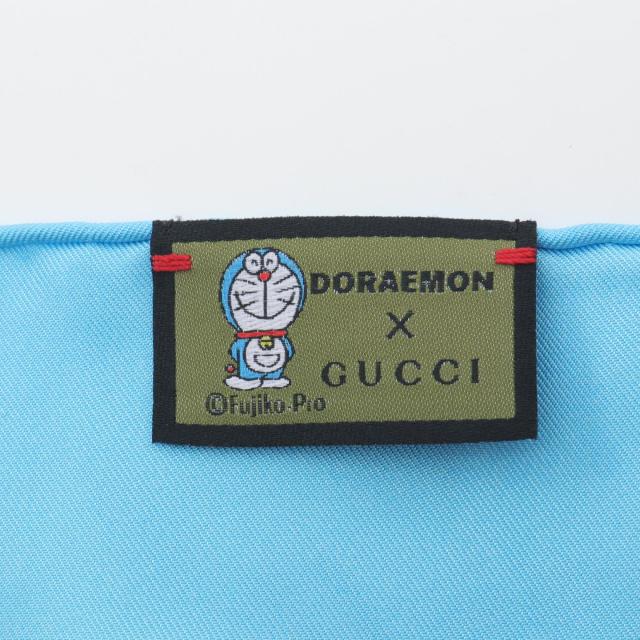 DORAEMON
X
GUCCI
©Fujiko-Pro